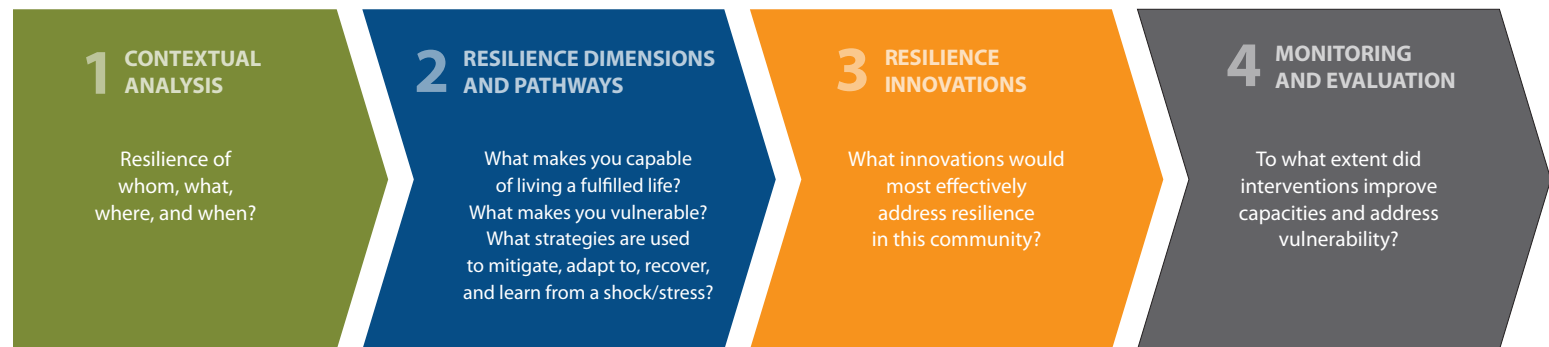 1 CONTEXTUAL
ANALYSIS
Resilience of
whom, what,
where, and when?
2 RESILIENCE DIMENSIONS
AND PATHWAYS
What makes you capable
of living a fulfilled life?
What makes you vulnerable?
What strategies are used
to mitigate, adapt to, recover,
and learn from a shock/stress?
3 RESILIENCE
INNOVATIONS
What innovations would
most effectively
address resilience
in this community?
4 MONITORING
AND EVALUATION
To what extent did
interventions improve
capacities and address
vulnerability?